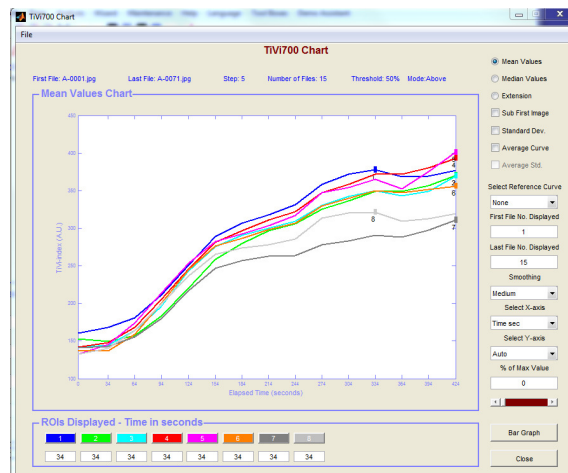 TiVi700 Chart
File
TiVi700 Chart
First File: A-0001.jpg Last File: A-0071.jpg Step: 5 Number of Files: 15 Threshold: 50% Mode:Above
Mean Values Chart
TiVi-index (A.U.)
450
400
350
300
250
200
150
100
4
2
6
8
7
0 34 64 94 124 154 184 214 244 274 304 334 364 394 424
Elapsed Time (seconds)
ROIs Displayed - Time in seconds
1 2 3 4 5 6 7 8
34 34 34 34 34 34 34 34
Mean Values
Median Values
Extension
Sub First Image
Standard Dev.
Average Curve
Average Std.
Select Reference Curve
None
First File No. Displayed
1
Last File No. Displayed
15
Smoothing
Medium
Select X-axis
Time sec
Select Y-axis
Auto
% of Max Value
0
Bar Graph
Close